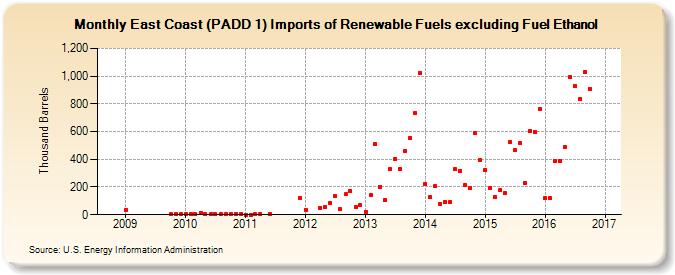 Monthly East Coast (PADD 1) Imports of Renewable Fuels excluding Fuel Ethanol
Thousand Barrels
1,200
1,000
800
600
400
200
0
2009 2010 2011 2012 2013 2014 2015 2016 2017
Source: U.S. Energy Information Administration